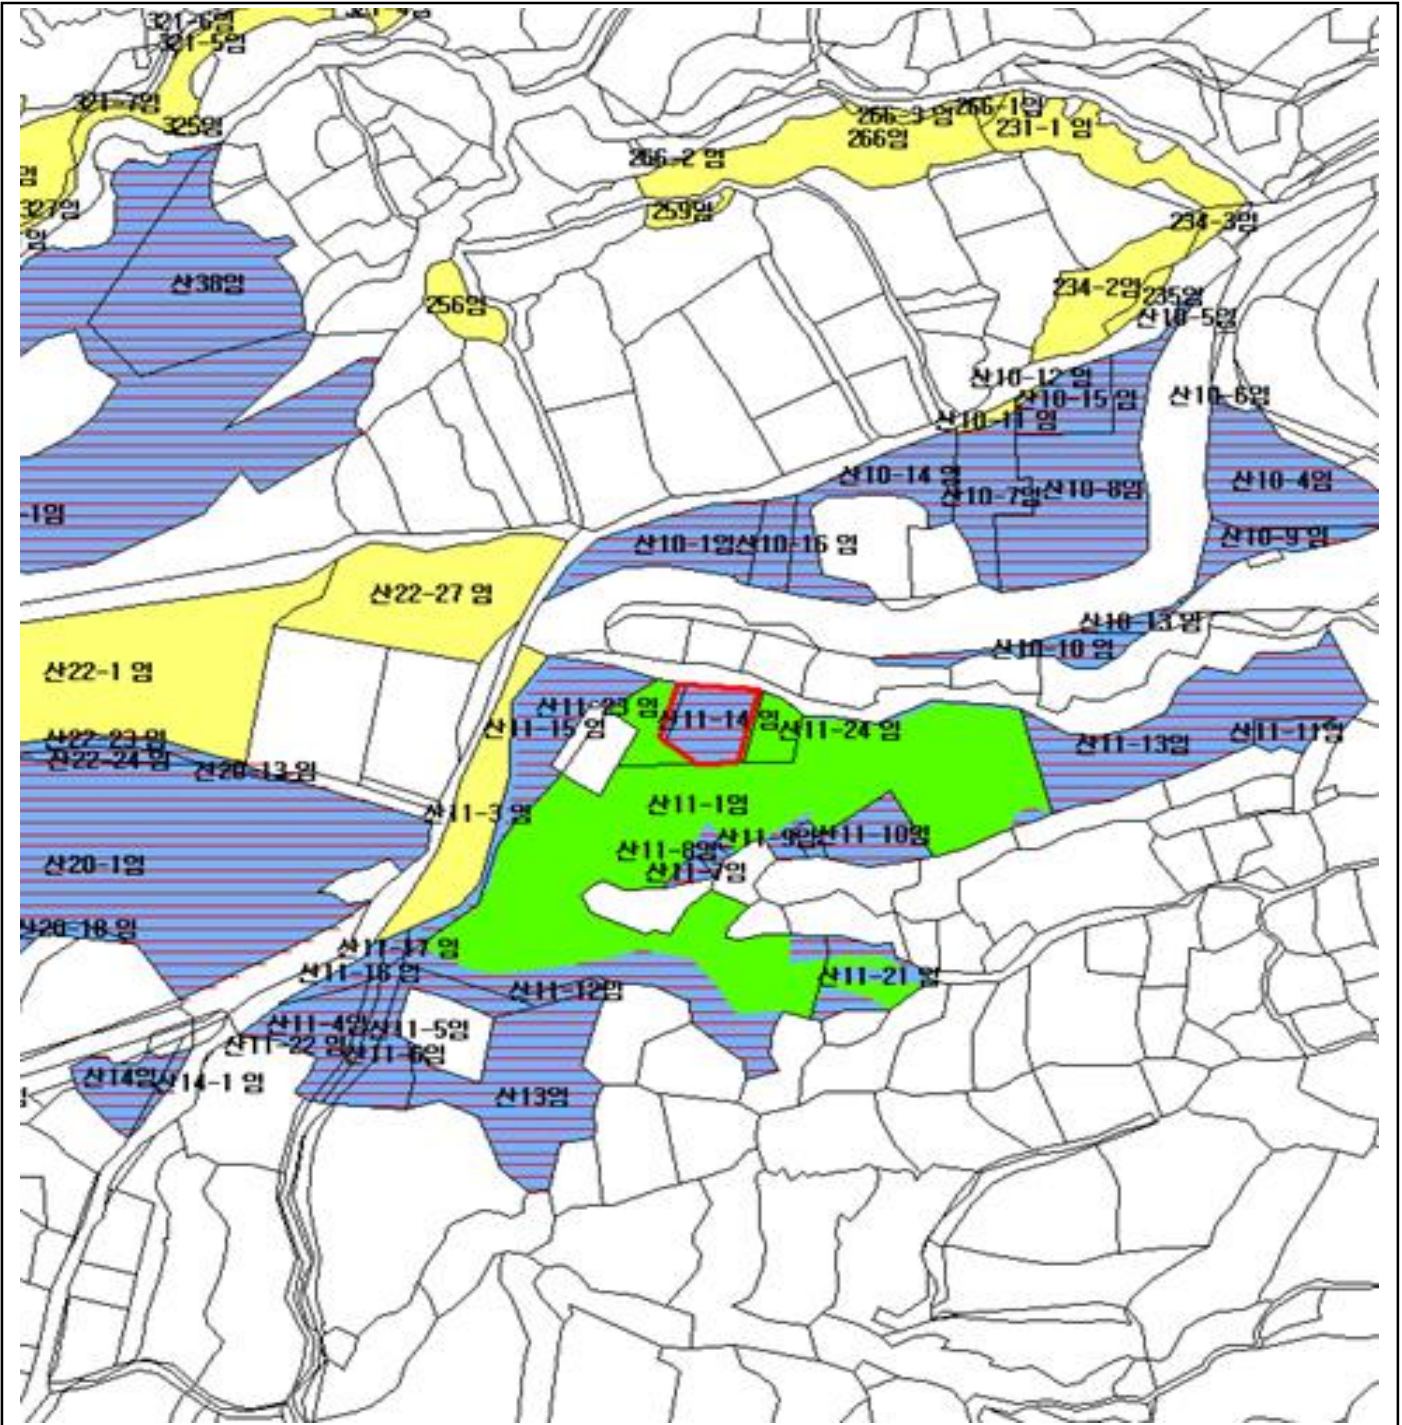 321-6임
321-5임
321-7임
325임
266-3 임
266-1임
231-1 임
266임
266-2 임
327임
임
259임
234-3임
산38임
256임
234-2임
235임
산10-5임
산10-12 임
산10-15 임
산10-6임
산10-11 임
산10-14 임
산10-7임
산10-8임
산10-4임
-1임
산10-1임
산10-16 임
산10-9 임
산22-27 임
산10-13 임
산10-10 임
산22-1 임
산11-23 임
산11-14 임
산11-15 임
산11-24 임
산11-13임
산11-11임
산22-23 임
산22-24 임
산20-13 임
산11-3 임
산11-1임
산11-9임
산11-10임
산11-8임
산11-7임
산20-1임
산20-18 임
산11-17 임
산11-18 임
산11-21 임
산11-12임
산11-4임
산11-5임
산11-22 임
산11-6임
산14임
산14-1 임
산13임